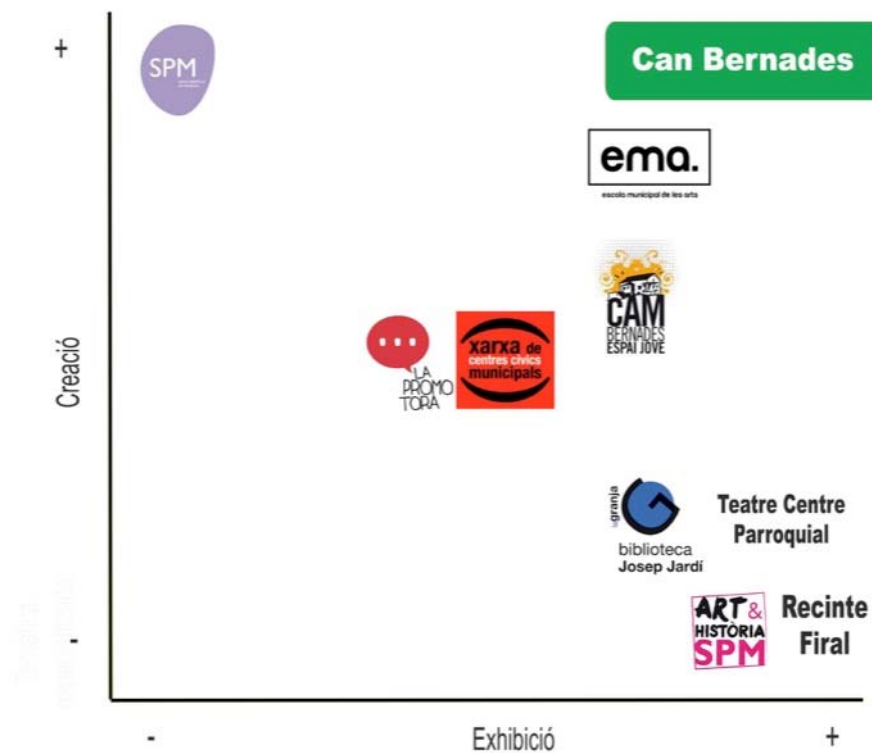 +
SPM
Can Bernades
ema.
escola municipal de les arts
CAM
BERNADES
ESPAI JOVE
Creació
LA
PROMO
TORA
xarxa de
centres cívics
municipals
lagranja
biblioteca
Josep Jardí
Teatre Centre
Parroquial
ART &
HISTÒRIA
SPM
Recinte
Firal
-
-
Exhibició
+